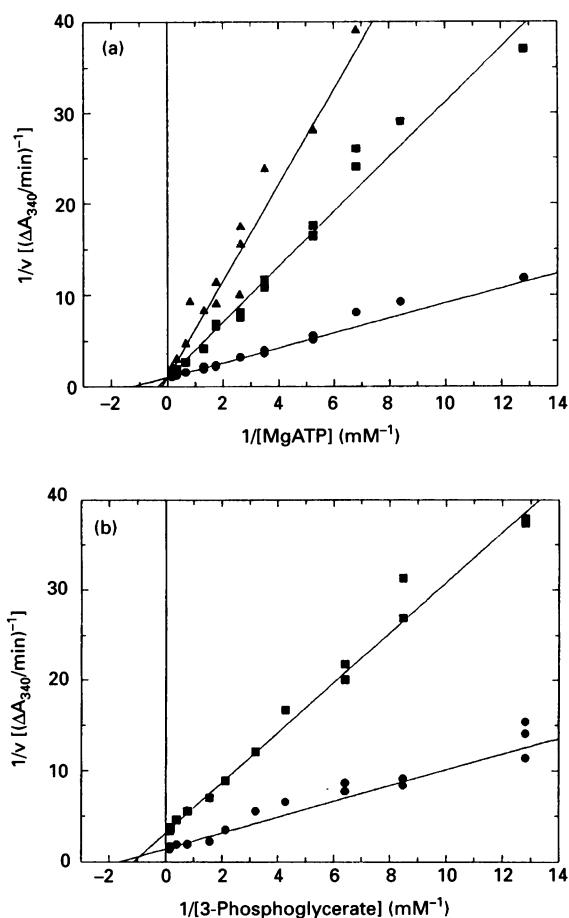 (a)
40
30
20
10
0
1/v [(ΔA₃₄₀/min)⁻¹]
−2 0 2 4 6 8 10 12 14
1/[MgATP] (mM⁻¹)
(b)
40
30
20
10
0
1/v [(ΔA₃₄₀/min)⁻¹]
−2 0 2 4 6 8 10 12 14
1/[3-Phosphoglycerate] (mM⁻¹)